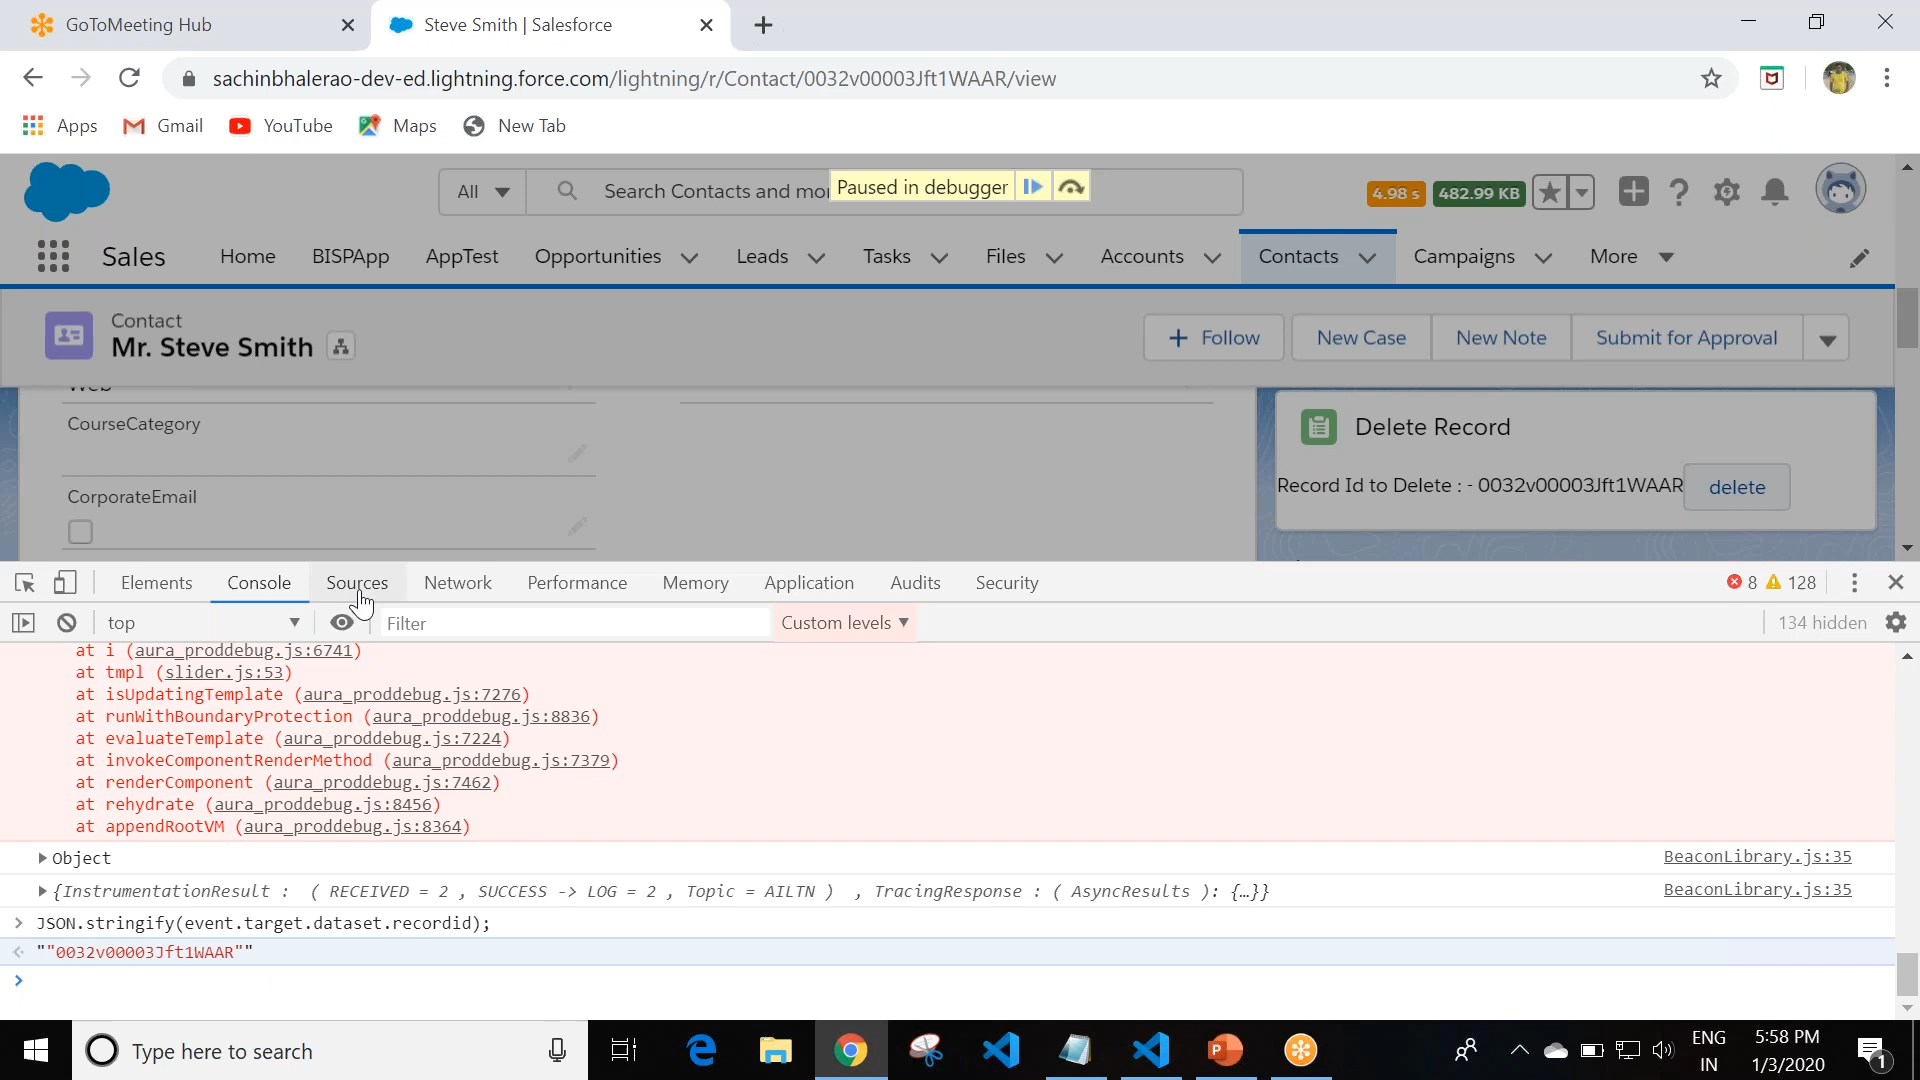 GoToMeeting Hub
Steve Smith | Salesforce
sachinbhalerao-dev-ed.lightning.force.com/lightning/r/Contact/0032v00003Jft1WAAR/view
Apps Gmail YouTube Maps New Tab
All Search Contacts and mo Paused in debugger 4.98 s 482.99 KB
Sales Home BISPApp AppTest Opportunities Leads Tasks Files Accounts Contacts Campaigns More
Contact
Mr. Steve Smith
Follow New Case New Note Submit for Approval
Web
CourseCategory
CorporateEmail
Delete Record
Record Id to Delete : - 0032v00003Jft1WAAR delete
Elements Console Sources Network Performance Memory Application Audits Security 8 128
top Filter Custom levels 134 hidden
at i (aura_proddebug.js:6741)
at tmpl (slider.js:53)
at isUpdatingTemplate (aura_proddebug.js:7276)
at runWithBoundaryProtection (aura_proddebug.js:8836)
at evaluateTemplate (aura_proddebug.js:7224)
at invokeComponentRenderMethod (aura_proddebug.js:7379)
at renderComponent (aura_proddebug.js:7462)
at rehydrate (aura_proddebug.js:8456)
at appendRootVM (aura_proddebug.js:8364)
Object BeaconLibrary.js:35
{InstrumentationResult : ( RECEIVED = 2 , SUCCESS -> LOG = 2 , Topic = AILTN ) , TracingResponse : ( AsyncResults ): {…}} BeaconLibrary.js:35
JSON.stringify(event.target.dataset.recordid);
""0032v00003Jft1WAAR""
Type here to search
ENG
IN
5:58 PM
1/3/2020
1